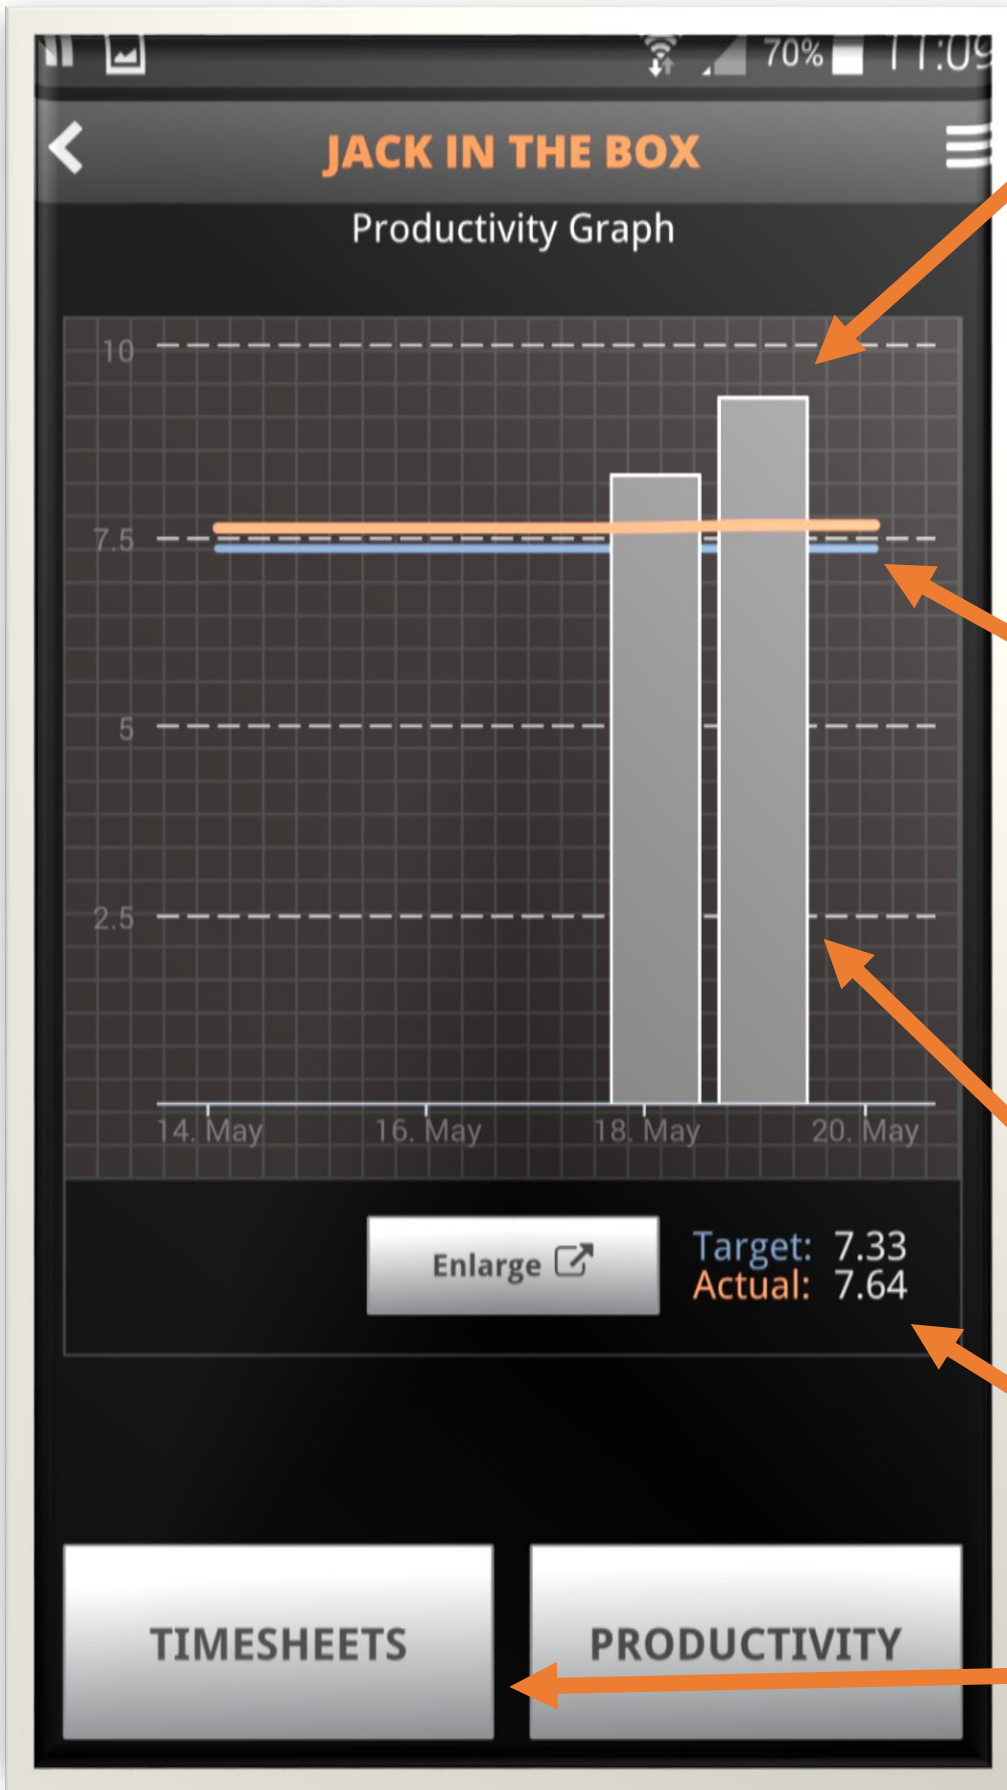 70% 11:09
JACK IN THE BOX
Productivity Graph
10
7.5
5
2.5
14. May 16. May 18. May 20. May
Enlarge
Target: 7.33
Actual: 7.64
TIMESHEETS PRODUCTIVITY